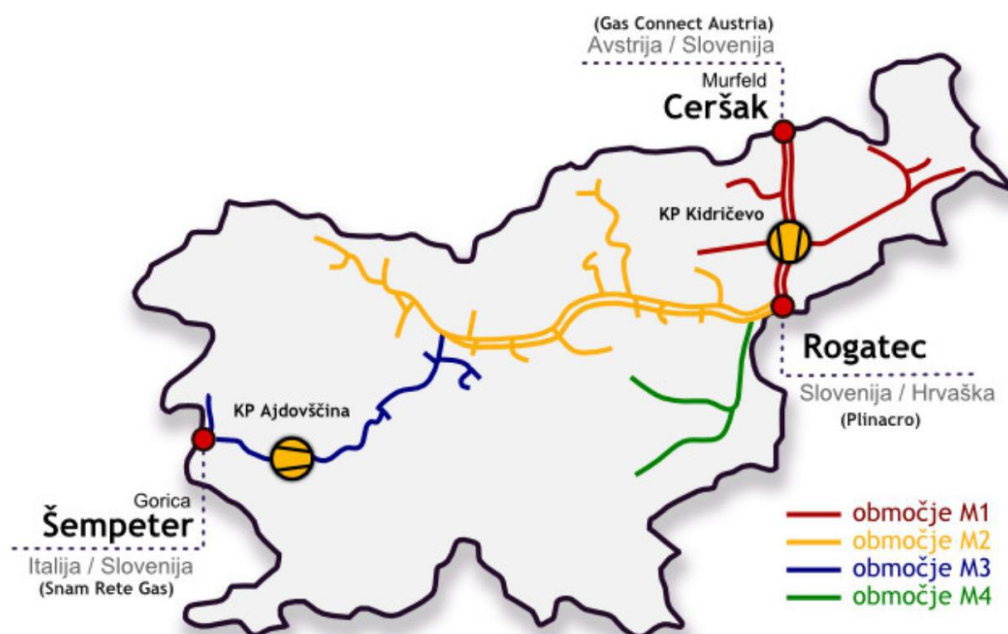 (Gas Connect Austria)
Avstrija / Slovenija
Murfeld
Ceršak
KP Kidričevo
Rogatec
Slovenija / Hrvaška
(Plinacro)
KP Ajdovščina
Gorica
Šempeter
Italija / Slovenija
(Snam Rete Gas)
območje M1
območje M2
območje M3
območje M4